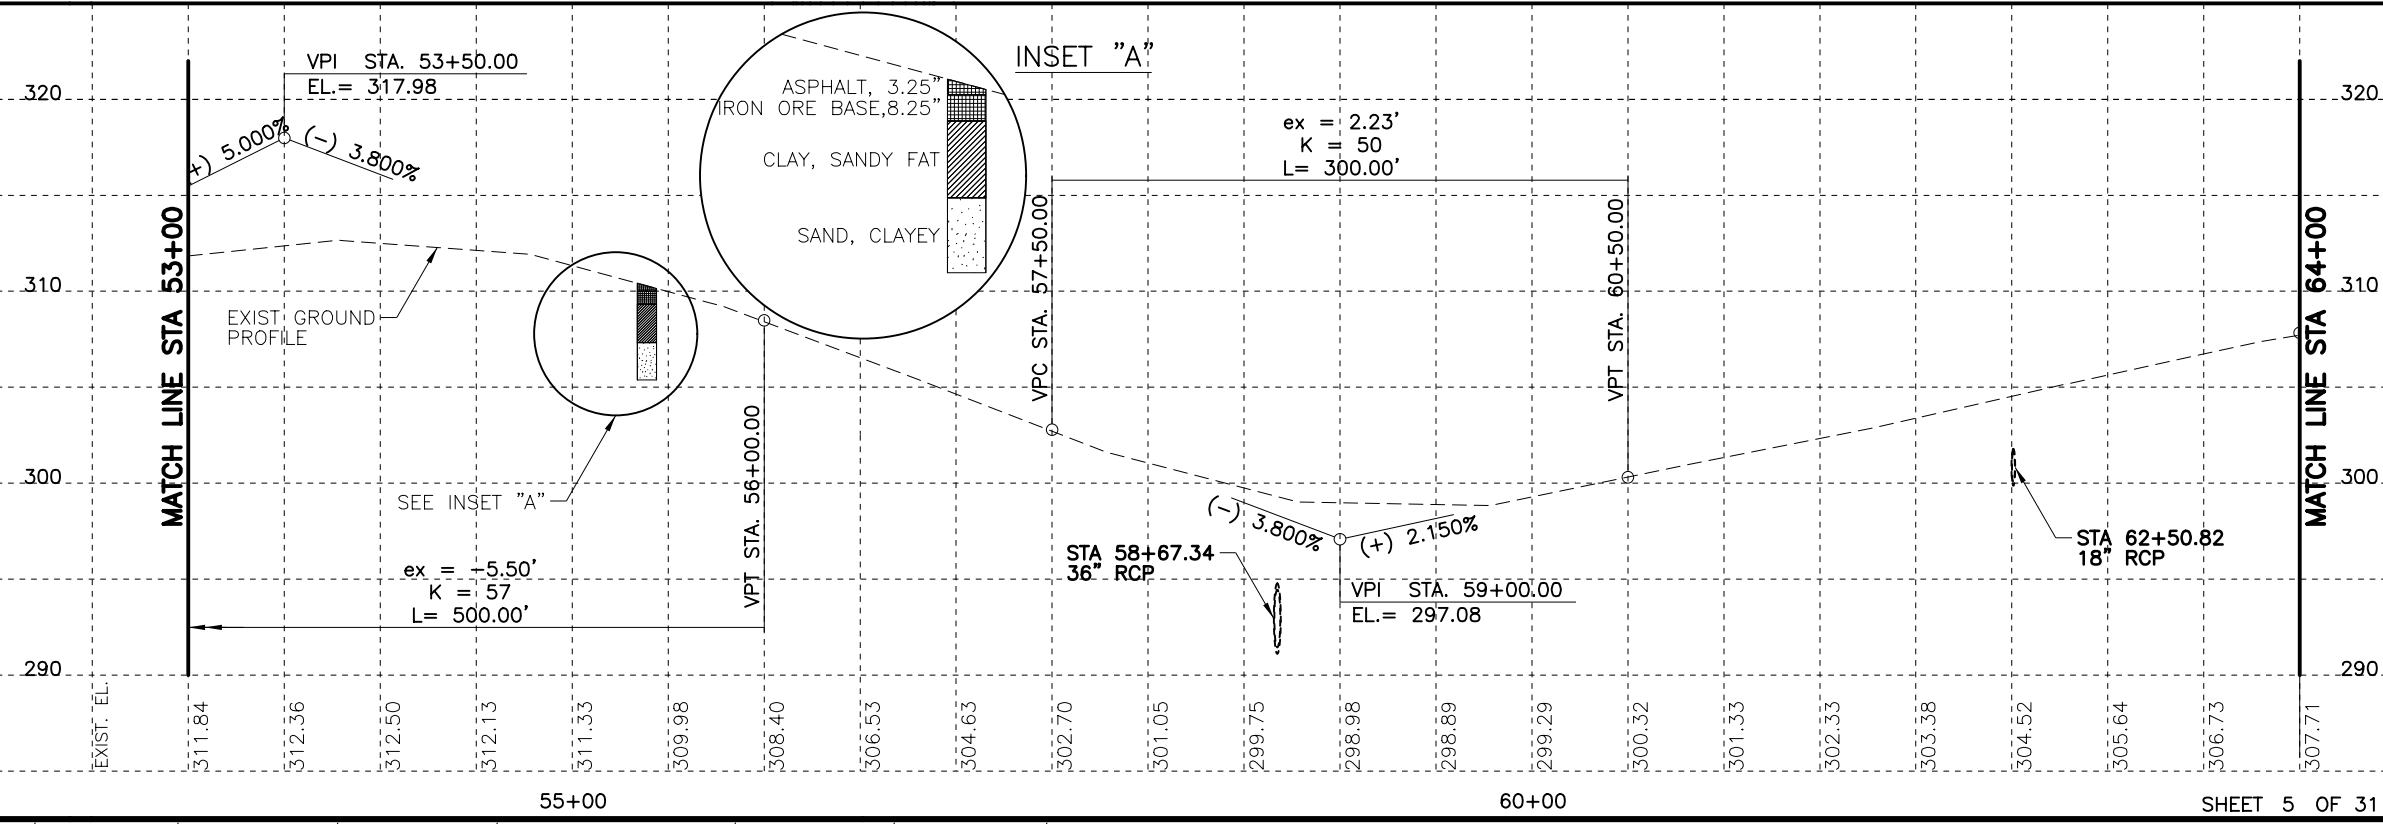 INSET "A"
VPI STA. 53+50.00
EL.= 317.98
ASPHALT, 3.25"
IRON ORE BASE,8.25"
CLAY, SANDY FAT
SAND, CLAYEY
320
320
ex = 2.23'
K = 50
L= 300.00'
+) 5.000%
(-) 3.800%
MATCH LINE STA 53+00
VPC STA. 57+50.00
VPT STA. 60+50.00
MATCH LINE STA 64+00
310
310
EXIST GROUND
PROFILE
VPT STA. 56+00.00
300
300
SEE INSET "A"
(-) 3.800%
(+) 2.150%
STA 58+67.34
36" RCP
STA 62+50.82
18" RCP
ex = -5.50'
K = 57
L= 500.00'
VPI STA. 59+00.00
EL.= 297.08
290
290
EXIST. EL.
311.84
312.36
312.50
312.13
311.33
309.98
308.40
306.53
304.63
302.70
301.05
299.75
298.98
298.89
299.29
300.32
301.33
302.33
303.38
304.52
305.64
306.73
307.71
55+00
60+00
SHEET 5 OF 31